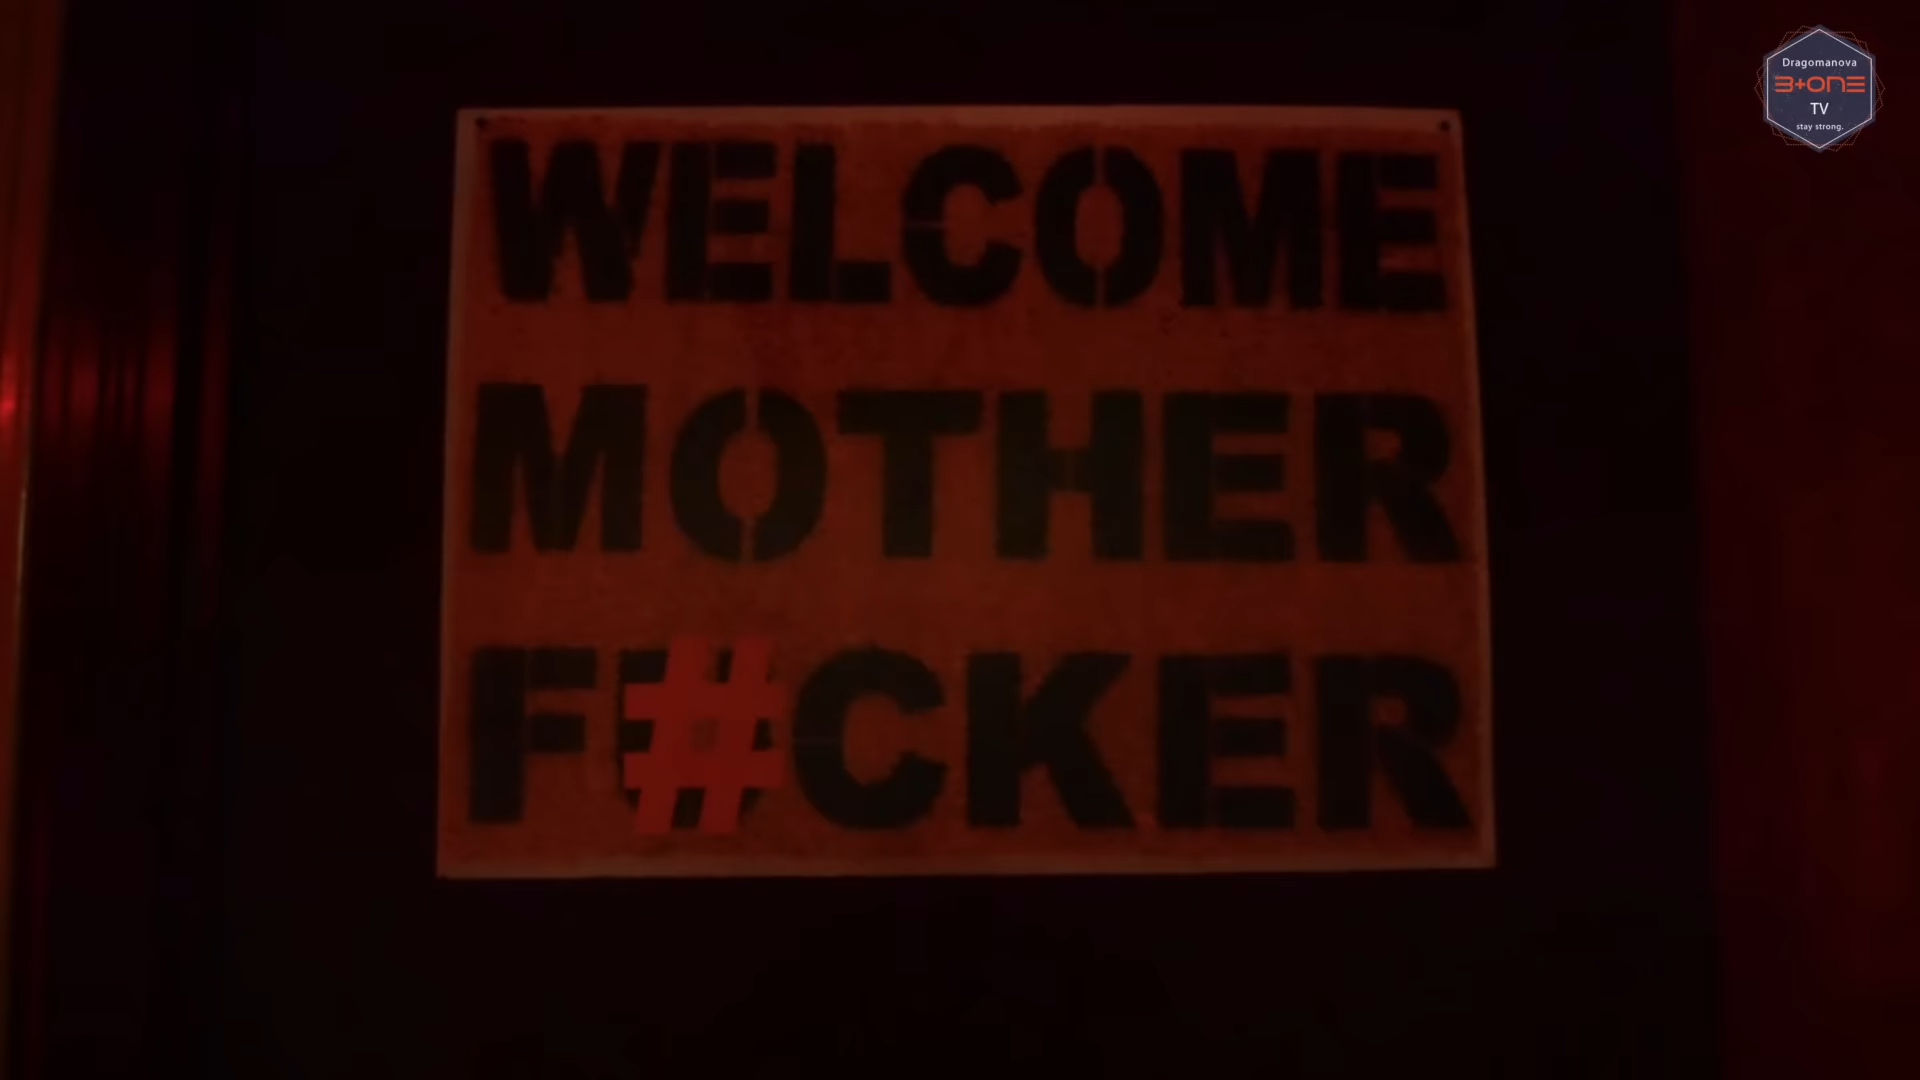 WELCOME
MOTHER
F#CKER
Dragomanova
3+ONE
TV
stay strong.